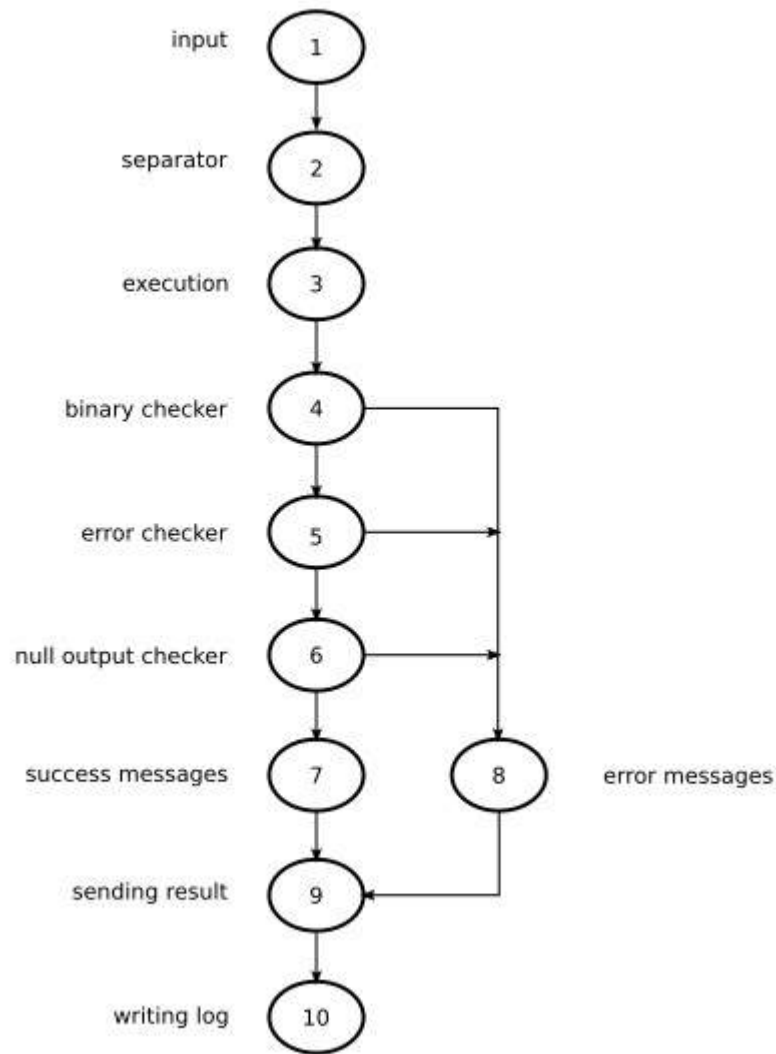 input 1
separator 2
execution 3
binary checker 4
error checker 5
null output checker 6
success messages 7 8 error messages
sending result 9
writing log 10